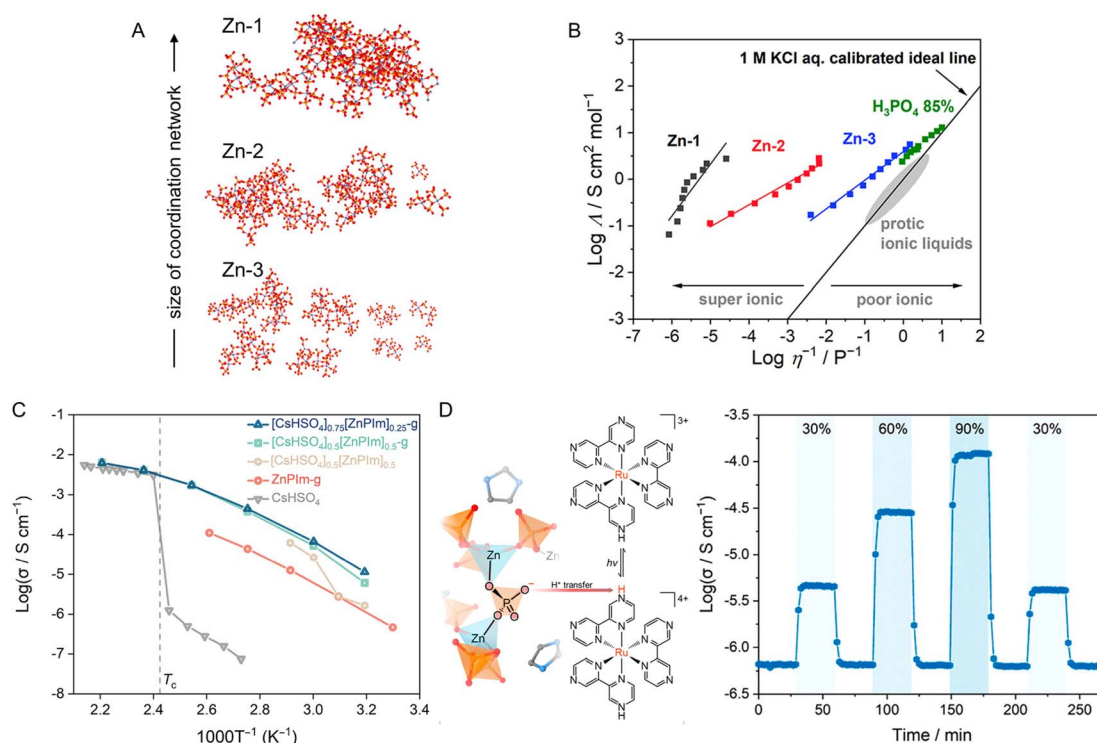 A
Zn-1
Zn-2
Zn-3
size of coordination network
B
1 M KCl aq. calibrated ideal line
H₃PO₄ 85%
Zn-1
Zn-2
Zn-3
protic
ionic liquids
super ionic
poor ionic
Log Λ / S cm² mol⁻¹
3
2
1
0
-1
-2
-3
-7 -6 -5 -4 -3 -2 -1 0 1 2
Log η⁻¹ / P⁻¹
C
[CsHSO₄]₀.₇₅[ZnPIm]₀.₂₅-g
[CsHSO₄]₀.₅[ZnPIm]₀.₅-g
[CsHSO₄]₀.₅[ZnPIm]₀.₅
ZnPIm-g
CsHSO₄
Log(σ / S cm⁻¹)
-1
-2
-3
-4
-5
-6
-7
-8
Tc
2.2 2.4 2.6 2.8 3.0 3.2 3.4
1000T⁻¹ (K⁻¹)
D
3+
N N N N
N N N N
Ru
N N N
N
H
hν
Zn
Zn
O O P O⁻ O
Zn
H⁺ transfer
H
4+
N N N N
N N N N
Ru
N N N
N
H
Log(σ / S cm⁻¹)
-3.5
-4.0
-4.5
-5.0
-5.5
-6.0
-6.5
30% 60% 90% 30%
0 50 100 150 200 250
Time / min